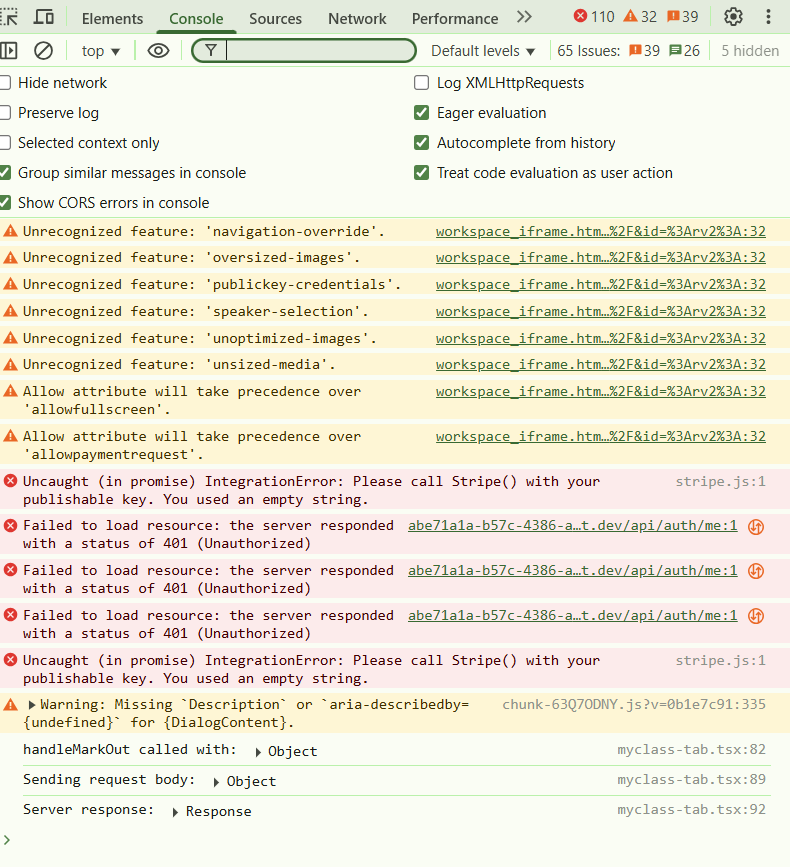 Elements Console Sources Network Performance 110 32 39
top Default levels 65 Issues: 39 26 5 hidden
Hide network Log XMLHttpRequests
Preserve log Eager evaluation
Selected context only Autocomplete from history
Group similar messages in console Treat code evaluation as user action
Show CORS errors in console
Unrecognized feature: 'navigation-override'. workspace_iframe.htm…%2F&id=%3Arv2%3A:32
Unrecognized feature: 'oversized-images'. workspace_iframe.htm…%2F&id=%3Arv2%3A:32
Unrecognized feature: 'publickey-credentials'. workspace_iframe.htm…%2F&id=%3Arv2%3A:32
Unrecognized feature: 'speaker-selection'. workspace_iframe.htm…%2F&id=%3Arv2%3A:32
Unrecognized feature: 'unoptimized-images'. workspace_iframe.htm…%2F&id=%3Arv2%3A:32
Unrecognized feature: 'unsized-media'. workspace_iframe.htm…%2F&id=%3Arv2%3A:32
Allow attribute will take precedence over workspace_iframe.htm…%2F&id=%3Arv2%3A:32
'allowfullscreen'.
Allow attribute will take precedence over workspace_iframe.htm…%2F&id=%3Arv2%3A:32
'allowpaymentrequest'.
Uncaught (in promise) IntegrationError: Please call Stripe() with your stripe.js:1
publishable key. You used an empty string.
Failed to load resource: the server responded abe71a1a-b57c-4386-a…t.dev/api/auth/me:1
with a status of 401 (Unauthorized)
Failed to load resource: the server responded abe71a1a-b57c-4386-a…t.dev/api/auth/me:1
with a status of 401 (Unauthorized)
Failed to load resource: the server responded abe71a1a-b57c-4386-a…t.dev/api/auth/me:1
with a status of 401 (Unauthorized)
Uncaught (in promise) IntegrationError: Please call Stripe() with your stripe.js:1
publishable key. You used an empty string.
Warning: Missing `Description` or `aria-describedby= chunk-63Q7ODNY.js?v=0b1e7c91:335
{undefined}` for {DialogContent}.
handleMarkOut called with: Object myclass-tab.tsx:82
Sending request body: Object myclass-tab.tsx:89
Server response: Response myclass-tab.tsx:92